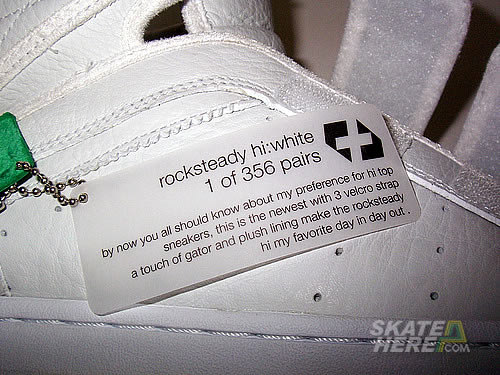 rocksteady hi:white
1 of 356 pairs
by now you all should know about my preference for hi top
sneakers, this is the newest with 3 velcro strap
a touch of gator and plush lining make the rocksteady
hi my favorite day in day out .
SKATE
HERE.COM